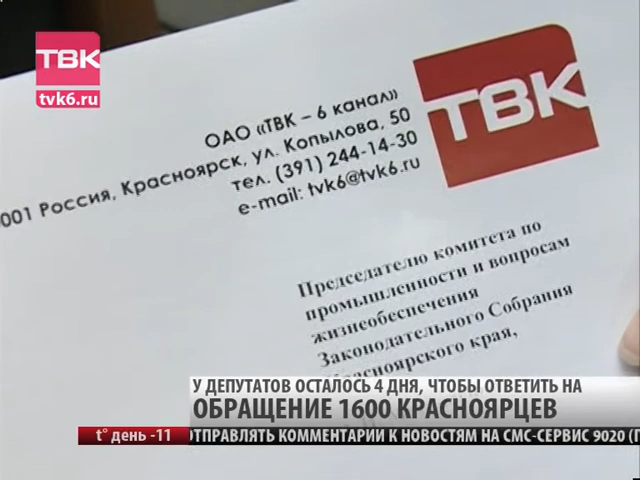 ТВК
tvk6.ru
ТВК
ОАО «ТВК – 6 канал»
001 Россия, Красноярск, ул. Копылова, 50
тел. (391) 244-14-30
e-mail: tvk6@tvk6.ru
Председателю комитета по
промышленности и вопросам
жизнеобеспечения
Законодательного Собрания
Красноярского края,
У ДЕПУТАТОВ ОСТАЛОСЬ 4 ДНЯ, ЧТОБЫ ОТВЕТИТЬ НА
ОБРАЩЕНИЕ 1600 КРАСНОЯРЦЕВ
t° день -11 ОТПРАВЛЯТЬ КОММЕНТАРИИ К НОВОСТЯМ НА СМС-СЕРВИС 9020 (П